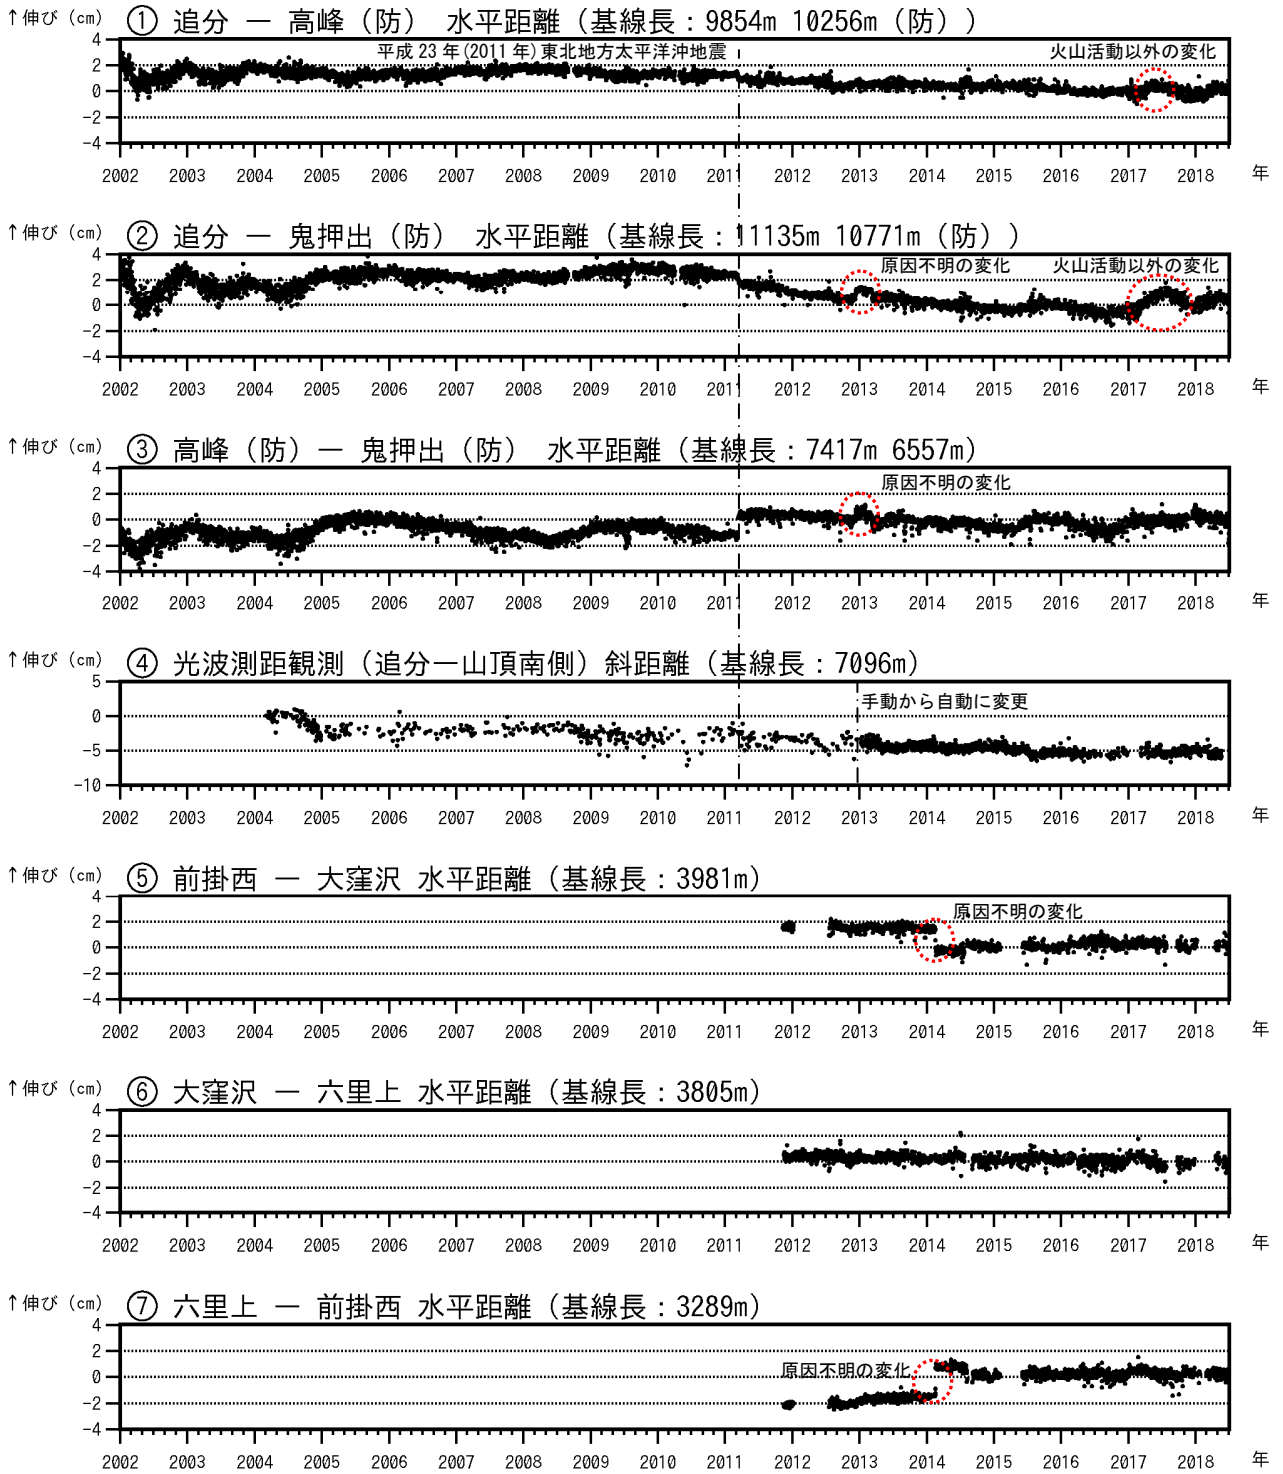 ↑伸び（cm） ① 追分 ー 高峰（防） 水平距離（基線長：9854m 10256m（防））
4
平成 23 年(2011 年)東北地方太平洋沖地震 火山活動以外の変化
2
0
-2
-4
2002 2003 2004 2005 2006 2007 2008 2009 2010 2011 2012 2013 2014 2015 2016 2017 2018 年
↑伸び（cm） ② 追分 ー 鬼押出（防） 水平距離（基線長：11135m 10771m（防））
4
原因不明の変化 火山活動以外の変化
2
0
-2
-4
2002 2003 2004 2005 2006 2007 2008 2009 2010 2011 2012 2013 2014 2015 2016 2017 2018 年
↑伸び（cm） ③ 高峰（防）ー 鬼押出（防） 水平距離（基線長：7417m 6557m）
4
原因不明の変化
2
0
-2
-4
2002 2003 2004 2005 2006 2007 2008 2009 2010 2011 2012 2013 2014 2015 2016 2017 2018 年
↑伸び（cm） ④ 光波測距観測（追分ー山頂南側）斜距離（基線長：7096m）
5
手動から自動に変更
0
-5
-10
2002 2003 2004 2005 2006 2007 2008 2009 2010 2011 2012 2013 2014 2015 2016 2017 2018 年
↑伸び（cm） ⑤ 前掛西 ー 大窪沢 水平距離（基線長：3981m）
4
原因不明の変化
2
0
-2
-4
2002 2003 2004 2005 2006 2007 2008 2009 2010 2011 2012 2013 2014 2015 2016 2017 2018 年
↑伸び（cm） ⑥ 大窪沢 ー 六里上 水平距離（基線長：3805m）
4
2
0
-2
-4
2002 2003 2004 2005 2006 2007 2008 2009 2010 2011 2012 2013 2014 2015 2016 2017 2018 年
↑伸び（cm） ⑦ 六里上 ー 前掛西 水平距離（基線長：3289m）
4
2
原因不明の変化
0
-2
-4
2002 2003 2004 2005 2006 2007 2008 2009 2010 2011 2012 2013 2014 2015 2016 2017 2018 年